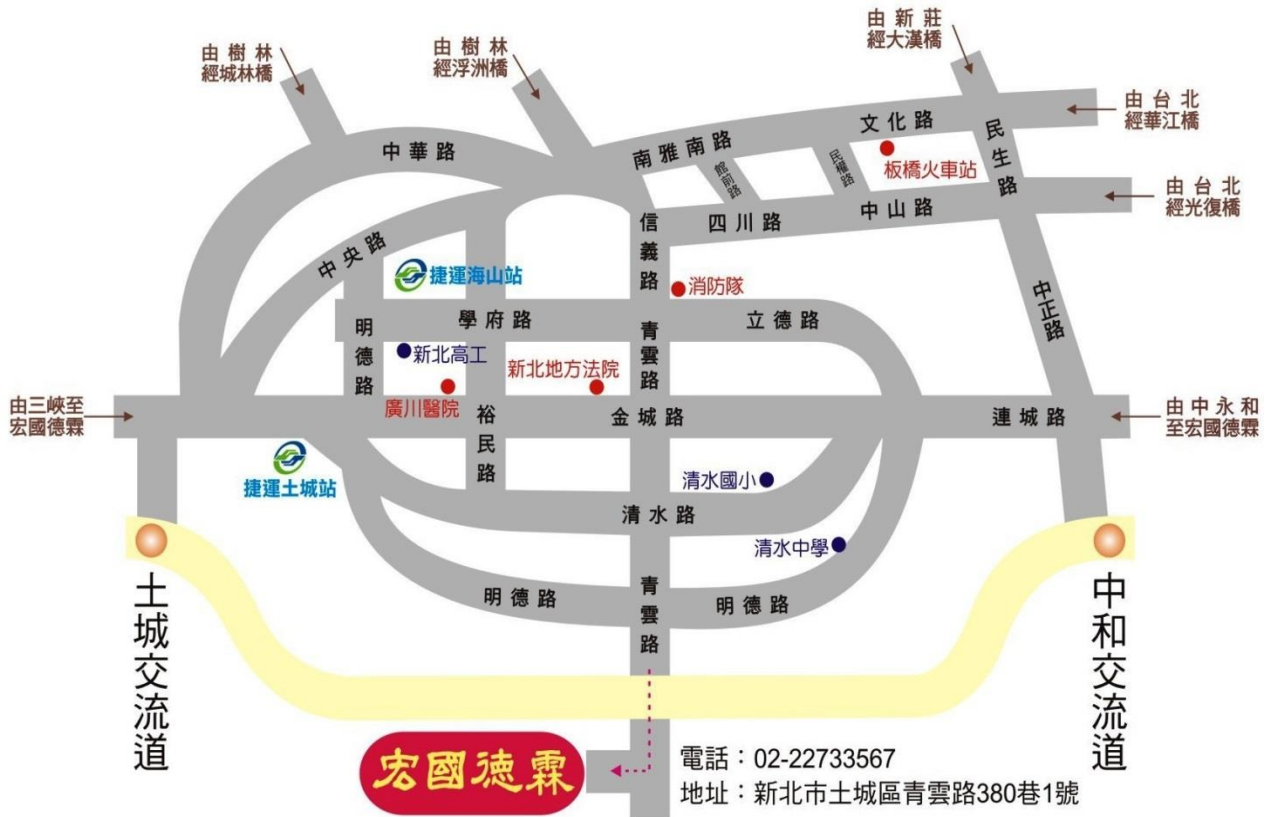 由新莊
經大漢橋
由樹林
經城林橋
由樹林
經浮洲橋
由台北
經華江橋
文化路
民生路
中華路
南雅南路
館前路
民權路
板橋火車站
由台北
經光復橋
中山路
四川路
信義路
中央路
捷運海山站
消防隊
中正路
明德路
學府路
青雲路
立德路
新北高工
新北地方法院
廣川醫院
由三峽至
宏國德霖
裕民路
金城路
連城路
由中永和
至宏國德霖
捷運土城站
清水國小
清水路
清水中學
明德路
青雲路
明德路
土城交流道
中和交流道
宏國德霖
電話：02-22733567
地址：新北市土城區青雲路380巷1號